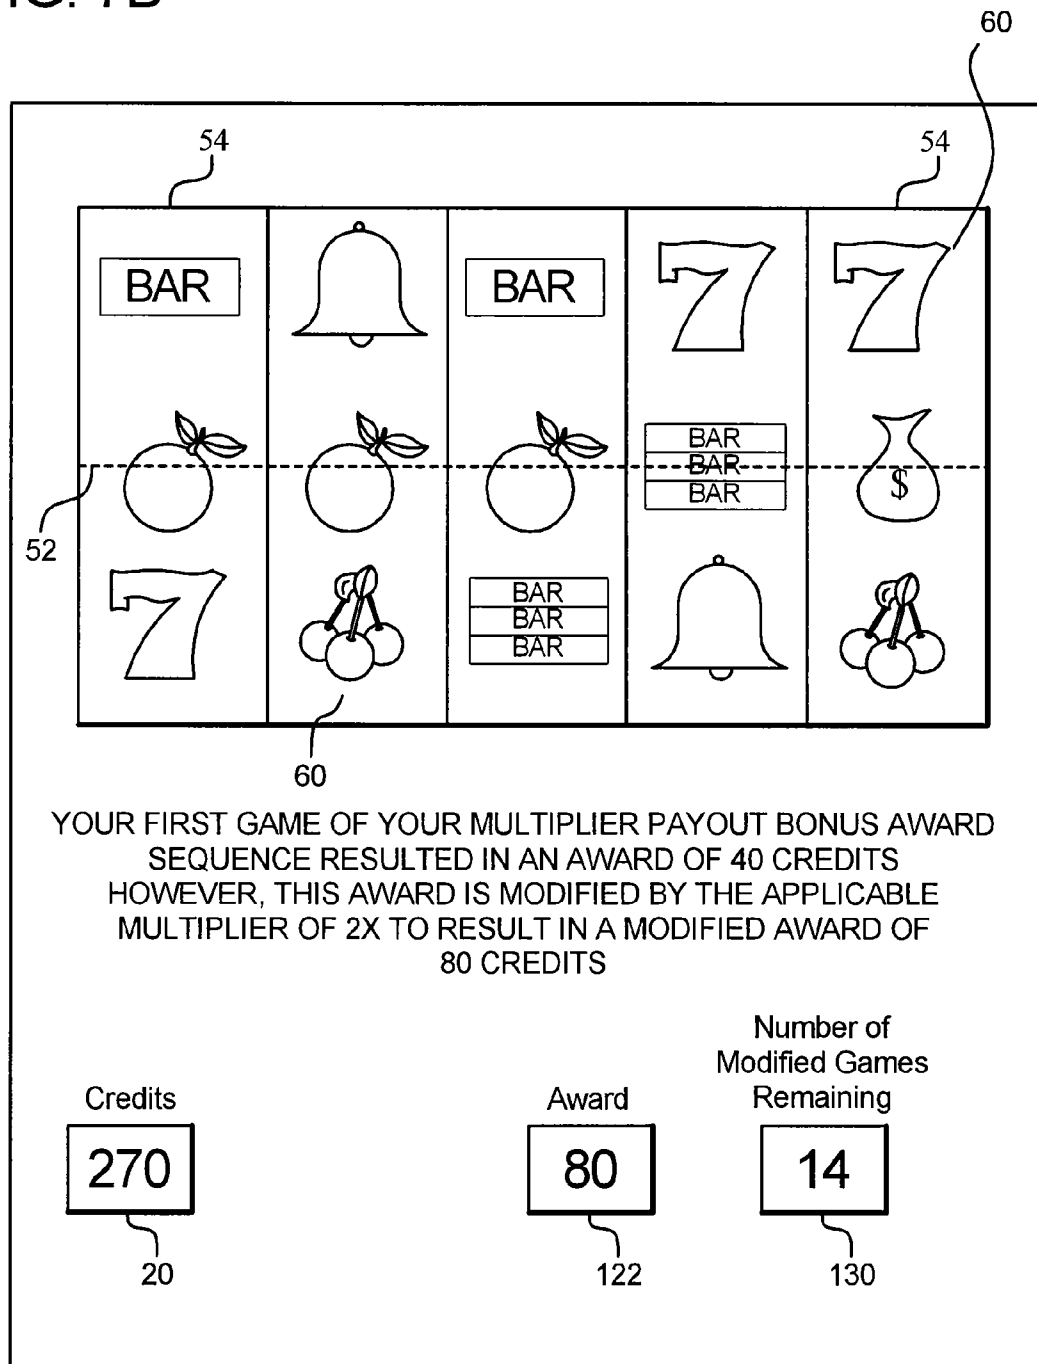 FIG. 7B
60
54
54
BAR
BAR
BAR
BAR
BAR
$
52
BAR
BAR
BAR
60
YOUR FIRST GAME OF YOUR MULTIPLIER PAYOUT BONUS AWARD
SEQUENCE RESULTED IN AN AWARD OF 40 CREDITS
HOWEVER, THIS AWARD IS MODIFIED BY THE APPLICABLE
MULTIPLIER OF 2X TO RESULT IN A MODIFIED AWARD OF
80 CREDITS
Number of
Modified Games
Remaining
Credits
Award
270
80
14
20
122
130